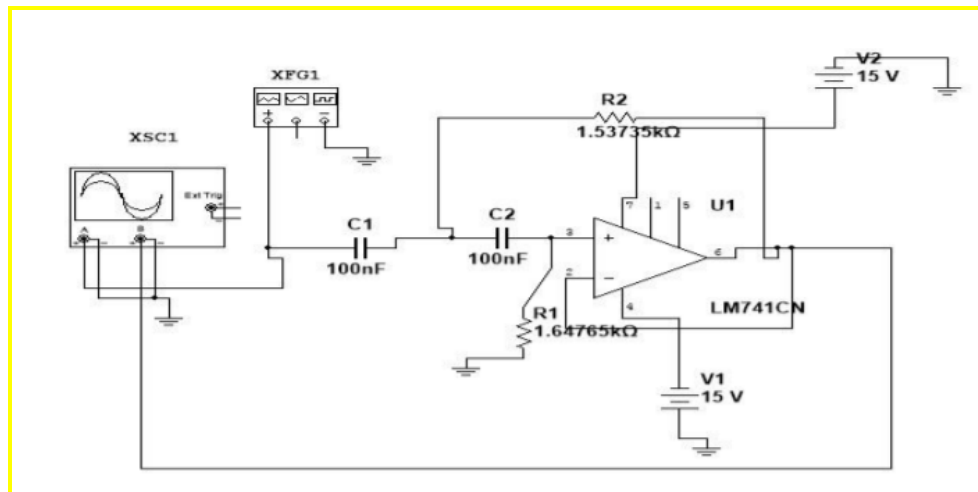 XFG1
XSC1
Ext Trig
A
B
V2
15 V
R2
1.53735kΩ
7
1
5
U1
C1
100nF
C2
100nF
3
2
6
4
LM741CN
R1
1.64765kΩ
V1
15 V